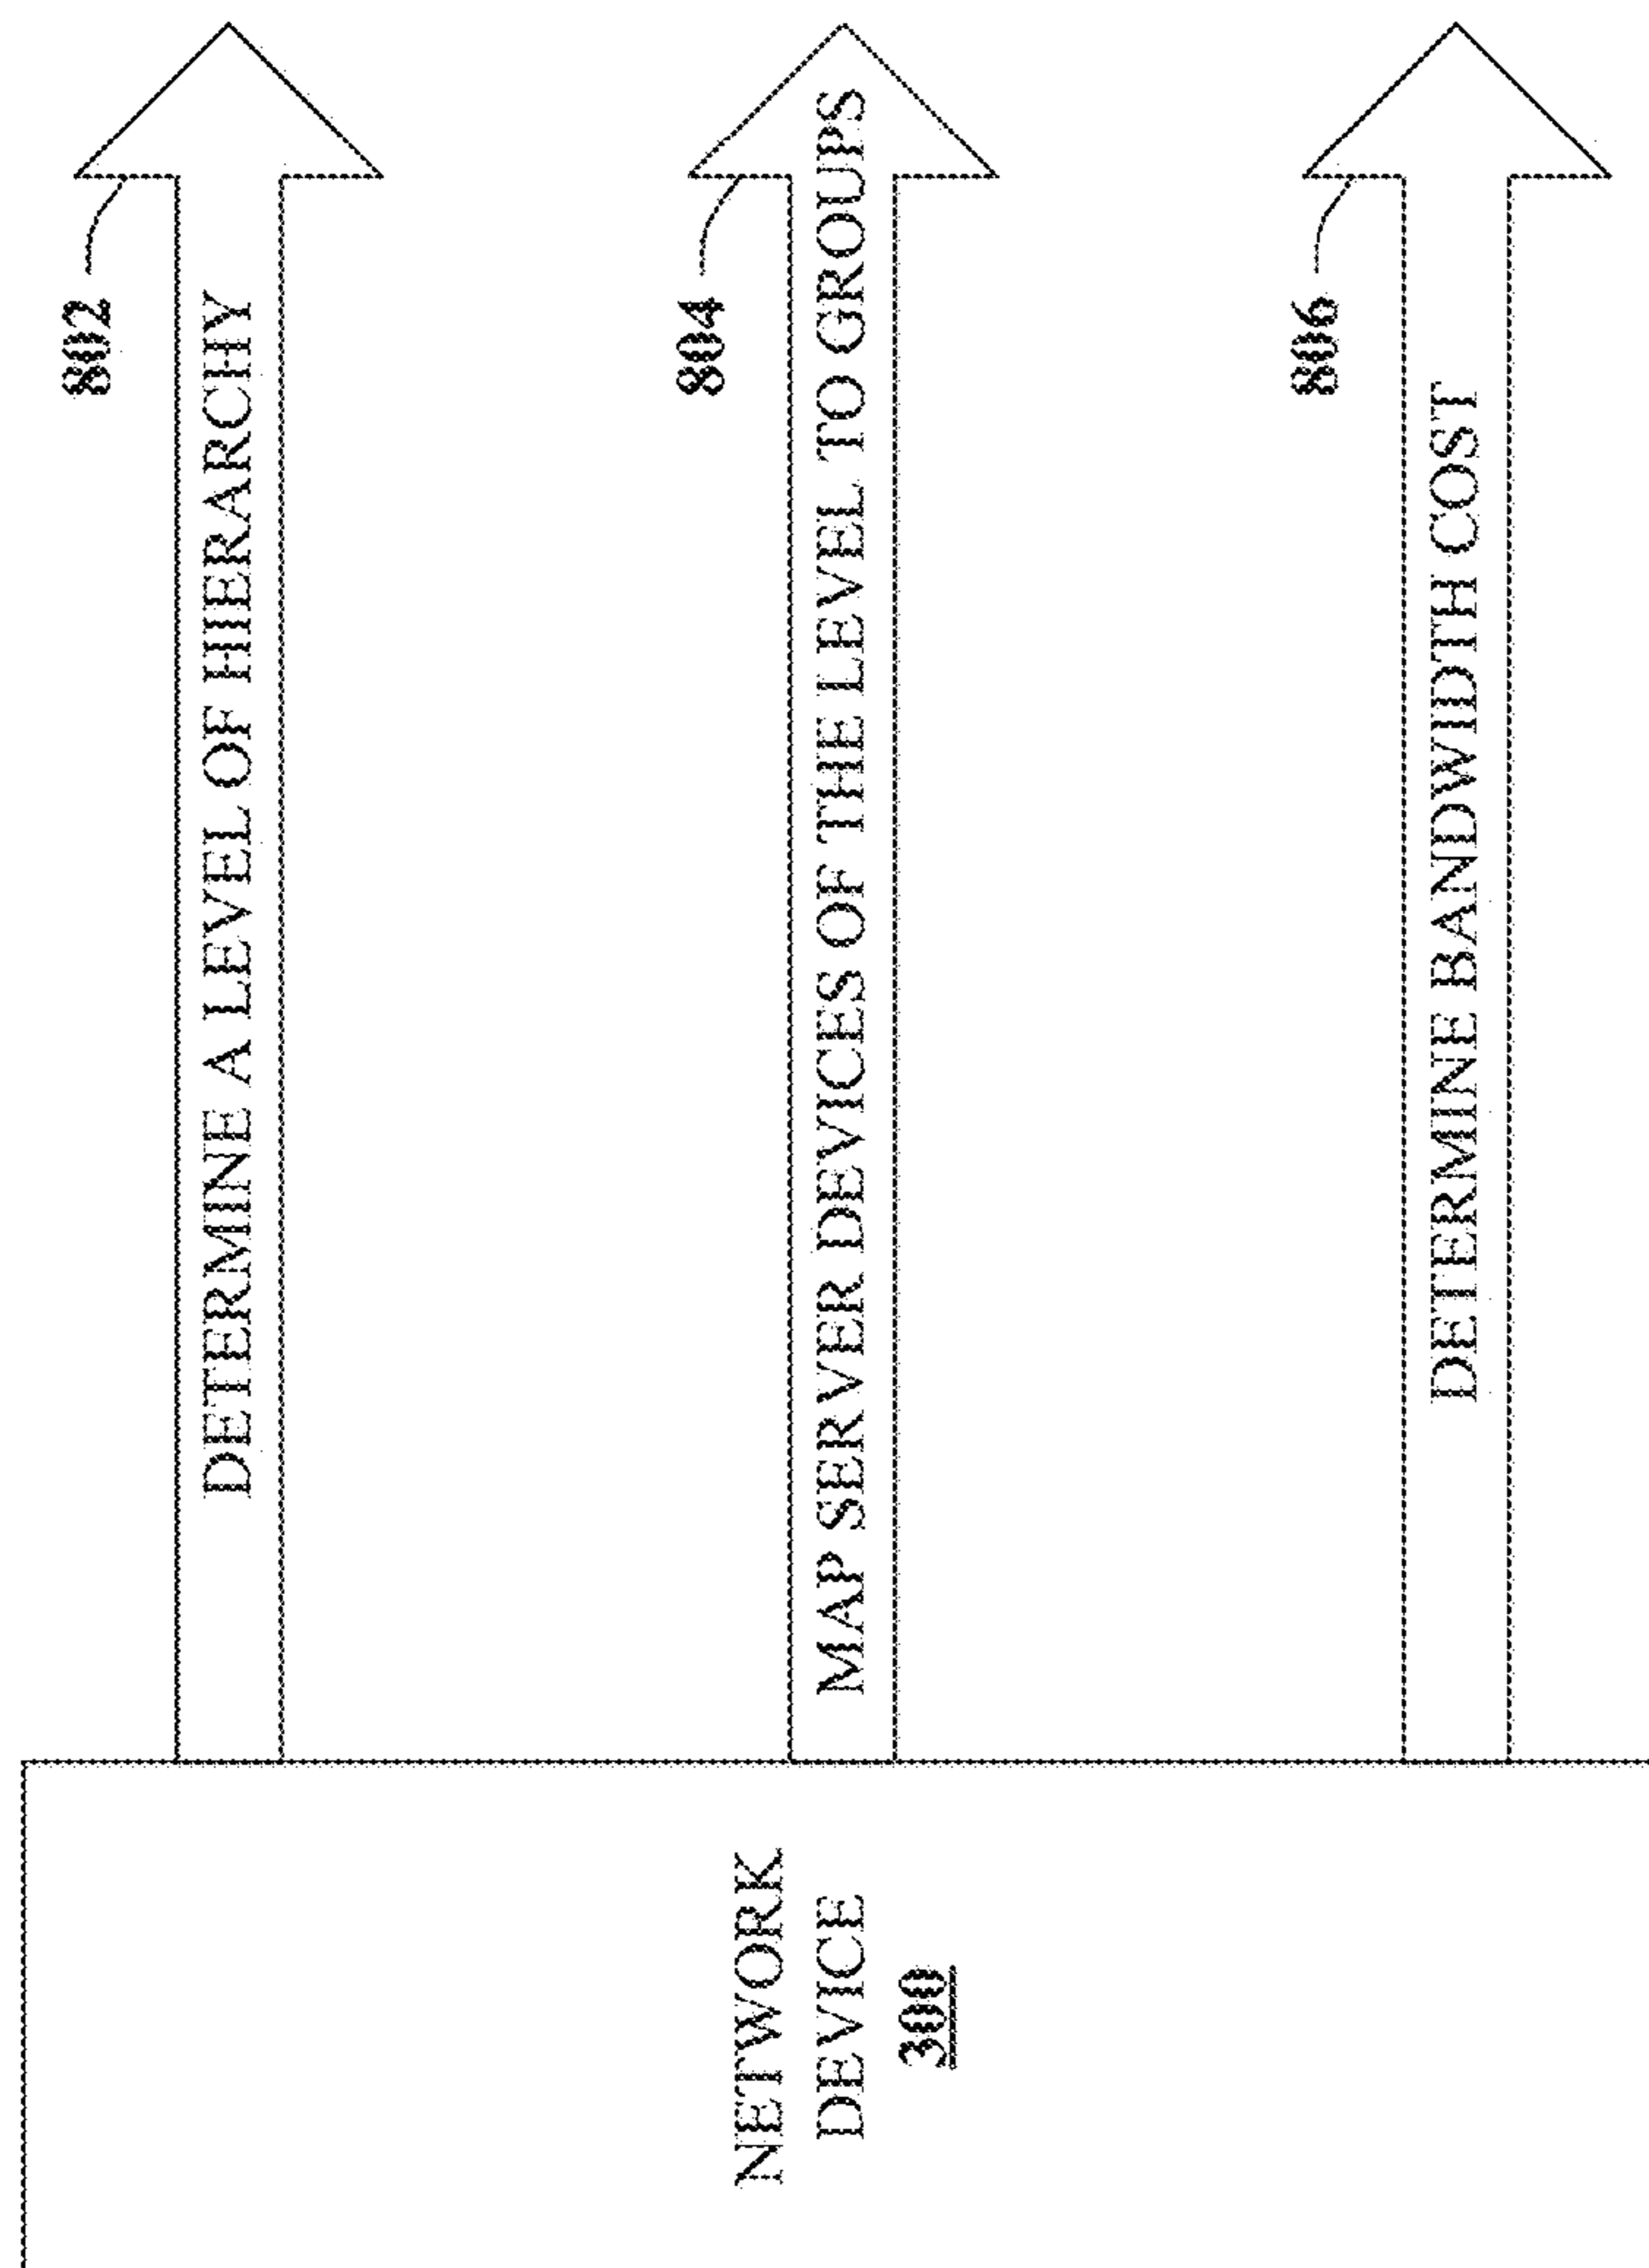 802
DETERMINE A LEVEL OF HIERARCHY
804
MAP SERVER DEVICES OF THE LEVEL TO GROUPS
NETWORK
DEVICE
300
806
DETERMINE BANDWIDTH COST